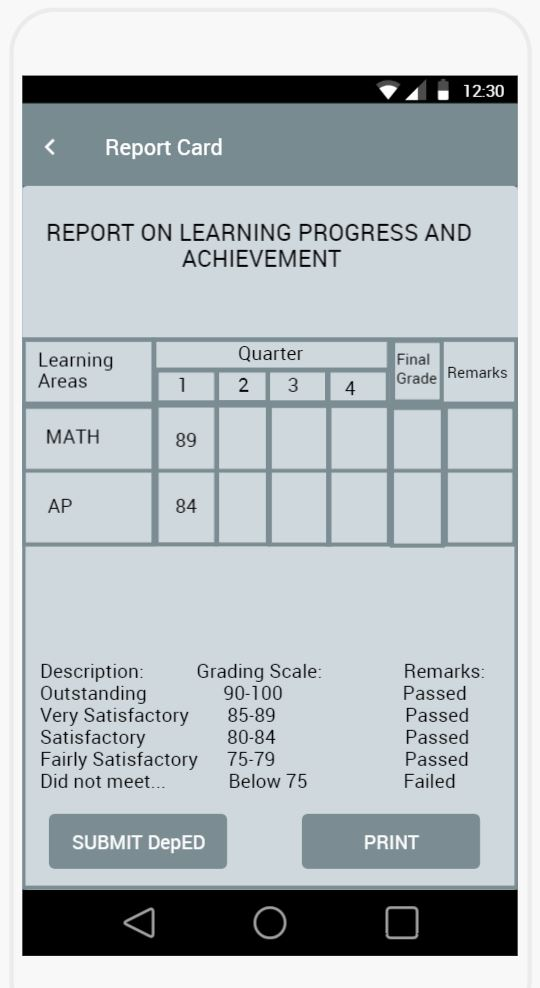 12:30
Report Card
REPORT ON LEARNING PROGRESS AND
ACHIEVEMENT
Learning Areas Quarter Final Grade Remarks
1 2 3 4
MATH 89
AP 84
Description: Grading Scale: Remarks:
Outstanding 90-100 Passed
Very Satisfactory 85-89 Passed
Satisfactory 80-84 Passed
Fairly Satisfactory 75-79 Passed
Did not meet... Below 75 Failed
SUBMIT DepED PRINT